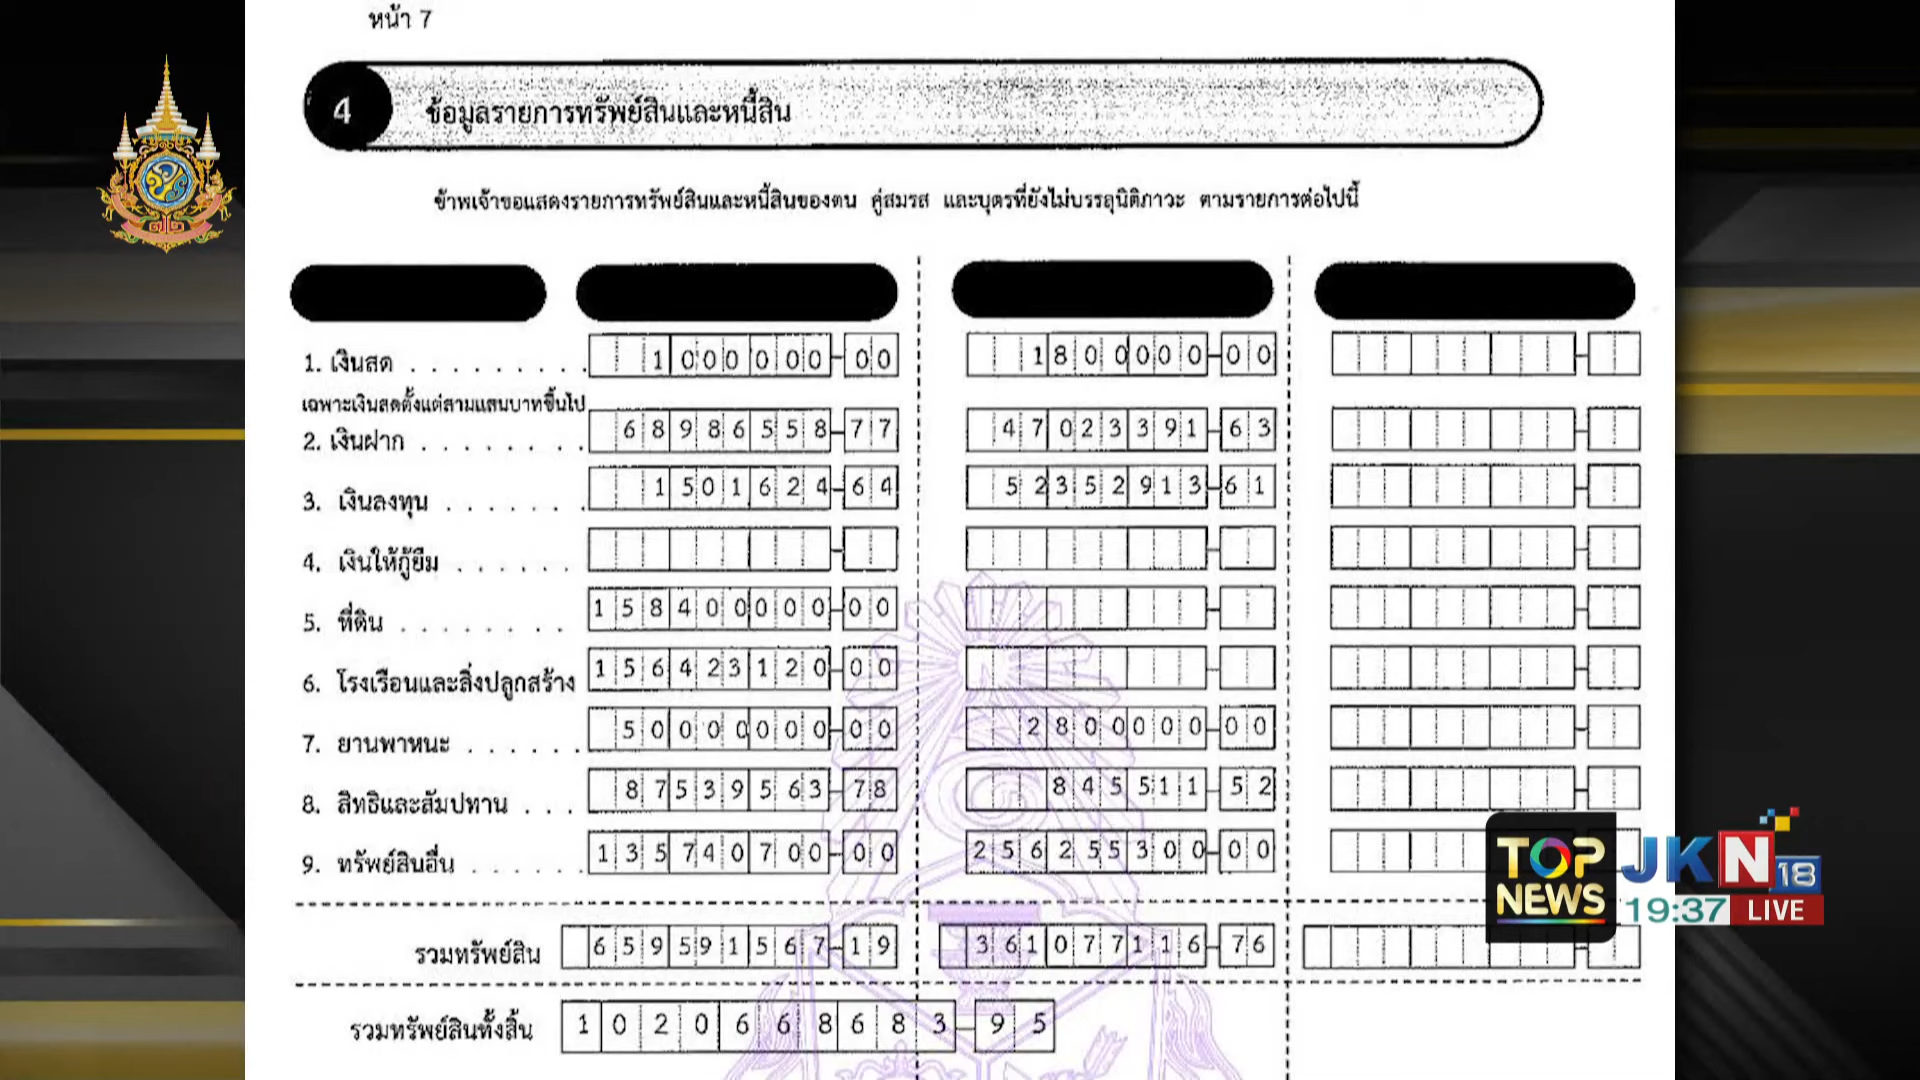 หน้า 7
4 ข้อมูลรายการทรัพย์สินและหนี้สิน
ข้าพเจ้าขอแสดงรายการทรัพย์สินและหนี้สินของตน คู่สมรส และบุตรที่ยังไม่บรรลุนิติภาวะ ตามรายการต่อไปนี้
1. เงินสด . . . . . . . . . . 1000000-00 1800000-00
เฉพาะเงินสดตั้งแต่สามแสนบาทขึ้นไป
2. เงินฝาก . . . . . . . . 68986558-77 47023391-63
3. เงินลงทุน . . . . . . . 1501624-64 52352913-61
4. เงินให้กู้ยืม . . . . . .
5. ที่ดิน . . . . . . . . 158400000-00
6. โรงเรือนและสิ่งปลูกสร้าง 156423120-00
7. ยานพาหนะ . . . . . . 50000000-00 2800000-00
8. สิทธิและสัมปทาน . . . 87539563-78 845511-52
9. ทรัพย์สินอื่น . . . . . . 135740700-00 256255300-00
รวมทรัพย์สิน 659591567-19 361077116-76
รวมทรัพย์สินทั้งสิ้น 1020668683-95
TOP NEWS
JKN 18
19:37 LIVE